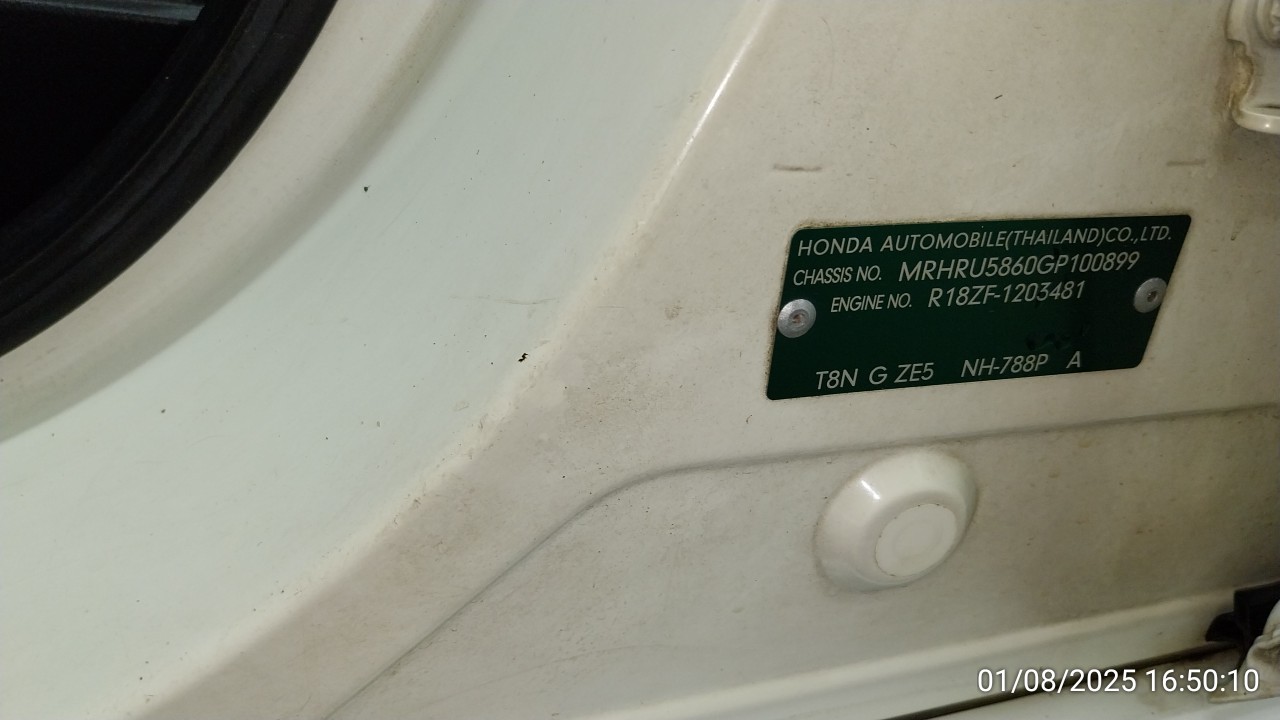 HONDA AUTOMOBILE(THAILAND)CO.,LTD.
CHASSIS NO. MRHRU5860GP100899
ENGINE NO. R18ZF-1203481
T8N G ZE5 NH-788P A
01/08/2025 16:50:10